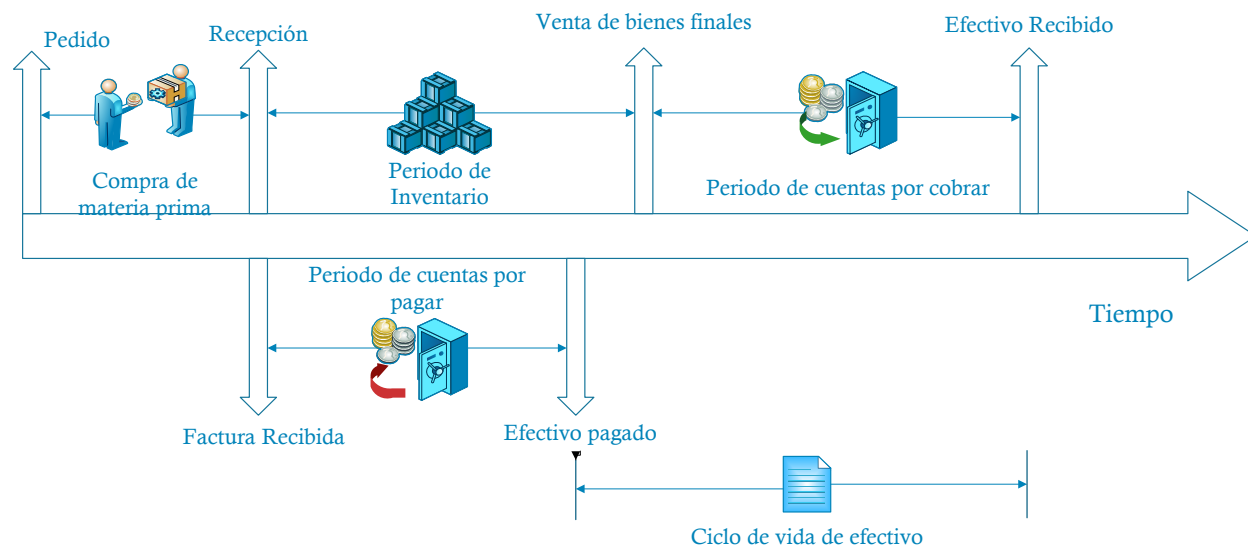 Pedido
Recepción
Venta de bienes finales
Efectivo Recibido
Compra de
materia prima
Periodo de
Inventario
Periodo de cuentas por cobrar
Periodo de cuentas por
pagar
Tiempo
Factura Recibida
Efectivo pagado
Ciclo de vida de efectivo